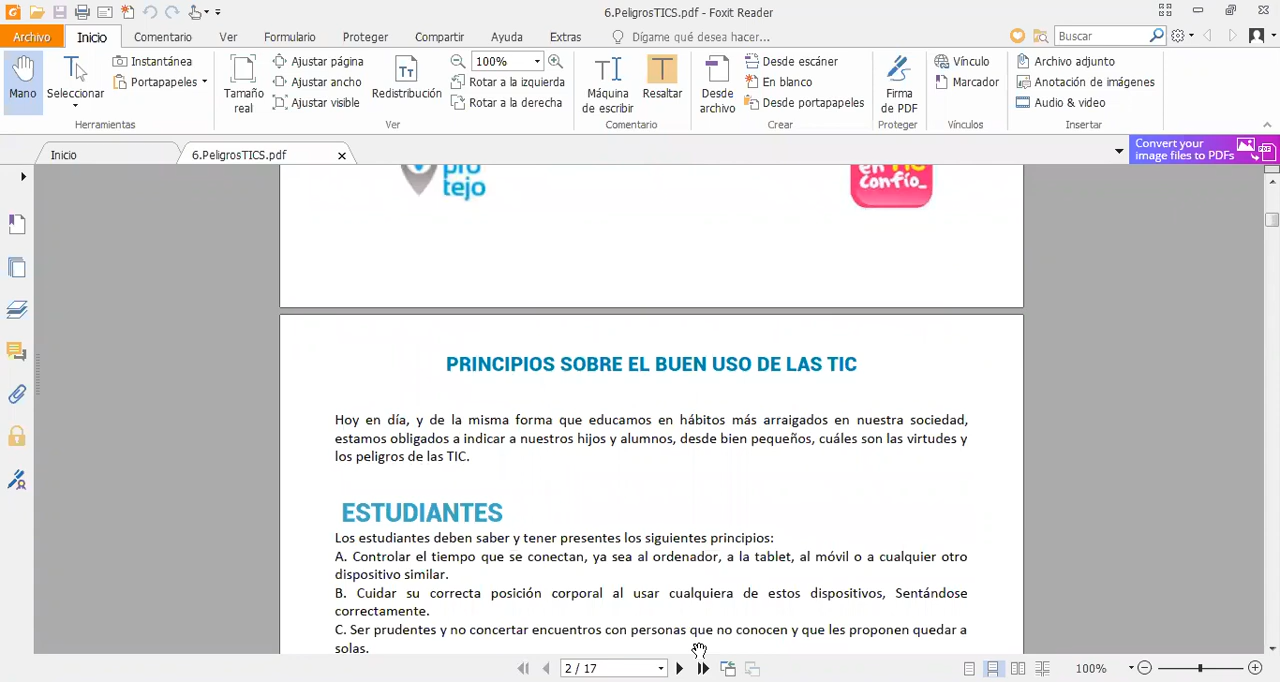 6.PeligrosTICS.pdf - Foxit Reader
Archivo Inicio Comentario Ver Formulario Proteger Compartir Ayuda Extras Dígame qué desea hacer... Buscar
Mano
Seleccionar
Instantánea
Portapapeles
Herramientas
Tamaño real
Ajustar página
Ajustar ancho
Ajustar visible
Redistribución
100%
Rotar a la izquierda
Rotar a la derecha
Ver
Máquina de escribir
Resaltar
Comentario
Desde archivo
Desde escáner
En blanco
Desde portapapeles
Crear
Firma de PDF
Proteger
Vínculo
Marcador
Vínculos
Archivo adjunto
Anotación de imágenes
Audio & video
Insertar
Inicio 6.PeligrosTICS.pdf
Convert your
image files to PDFs
pro
tejo
en TIC
confío_
PRINCIPIOS SOBRE EL BUEN USO DE LAS TIC
Hoy en día, y de la misma forma que educamos en hábitos más arraigados en nuestra sociedad,
estamos obligados a indicar a nuestros hijos y alumnos, desde bien pequeños, cuáles son las virtudes y
los peligros de las TIC.
ESTUDIANTES
Los estudiantes deben saber y tener presentes los siguientes principios:
A. Controlar el tiempo que se conectan, ya sea al ordenador, a la tablet, al móvil o a cualquier otro
dispositivo similar.
B. Cuidar su correcta posición corporal al usar cualquiera de estos dispositivos, Sentándose
correctamente.
C. Ser prudentes y no concertar encuentros con personas que no conocen y que les proponen quedar a
solas.
2 / 17
100%